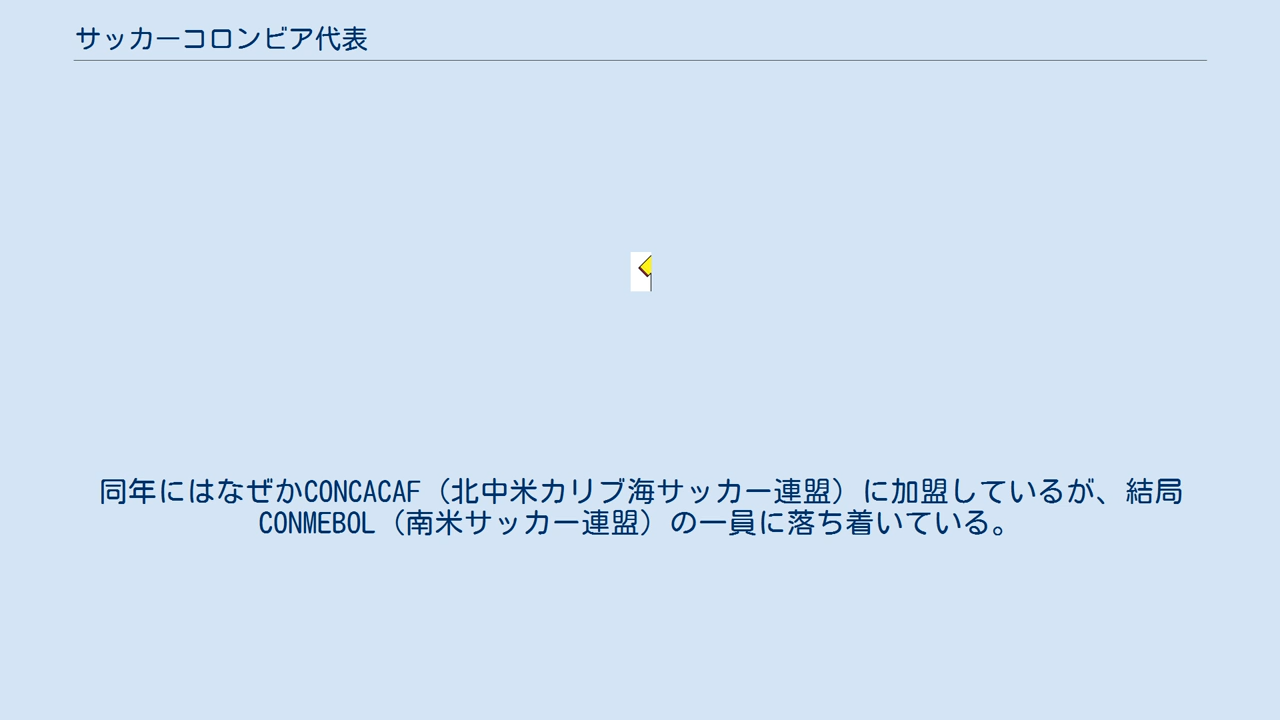 サッカーコロンビア代表
同年にはなぜかCONCACAF（北中米カリブ海サッカー連盟）に加盟しているが、結局
CONMEBOL（南米サッカー連盟）の一員に落ち着いている。